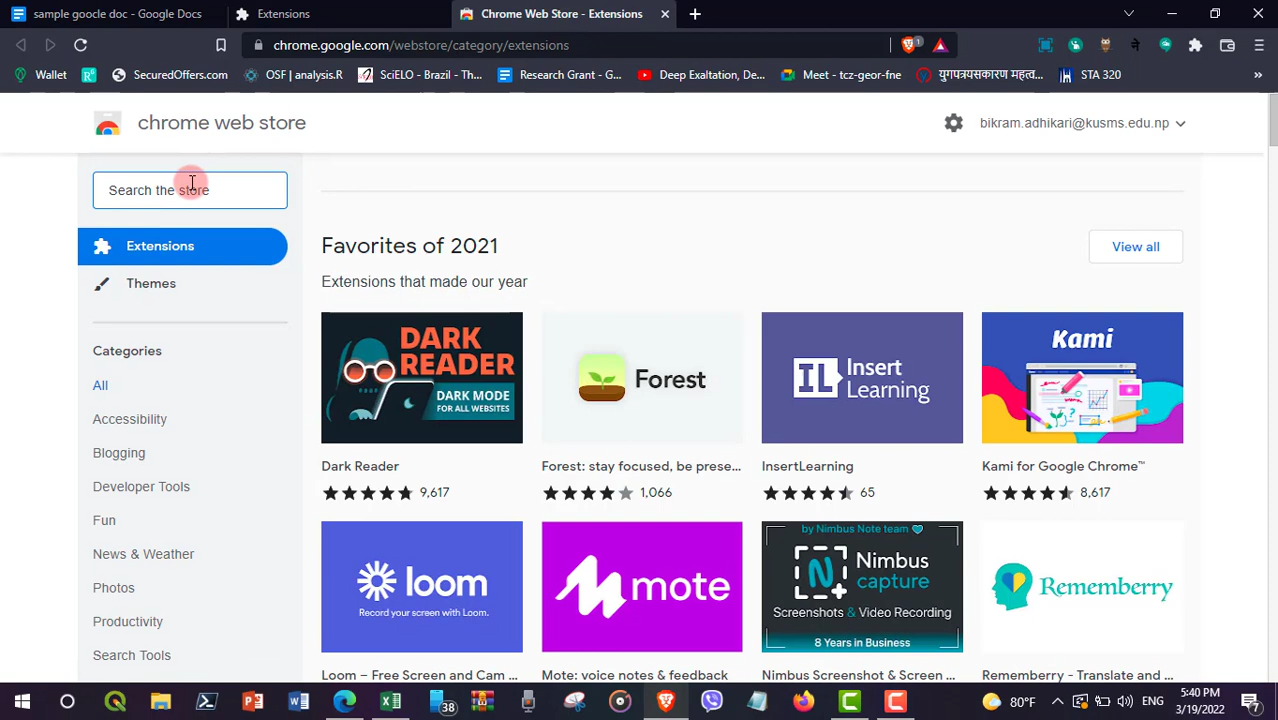 sample goocle doc - Google Docs
Extensions
Chrome Web Store - Extensions
chrome.google.com/webstore/category/extensions
1
Wallet
SecuredOffers.com
OSF | analysis.R
SciELO - Brazil - Th...
Research Grant - G...
Deep Exaltation, De...
Meet - tcz-geor-fne
युगपत्रयसंकारण महत्व...
STA 320
chrome web store
bikram.adhikari@kusms.edu.np
Search the store
Extensions
Themes
Categories
All
Accessibility
Blogging
Developer Tools
Fun
News & Weather
Photos
Productivity
Search Tools
Favorites of 2021
View all
Extensions that made our year
DARK
READER
DARK MODE
FOR ALL WEBSITES
Forest
IL Insert
Learning
Kami
Dark Reader
Forest: stay focused, be prese...
InsertLearning
Kami for Google Chrome™
9,617
1,066
65
8,617
loom
Record your screen with Loom.
mote
by Nimbus Note team
Nimbus
capture
Screenshots & Video Recording
8 Years in Business
Rememberry
Loom – Free Screen and Cam ...
Mote: voice notes & feedback
Nimbus Screenshot & Screen ...
Rememberry - Translate and ...
38
80°F
ENG
5:40 PM
3/19/2022
7